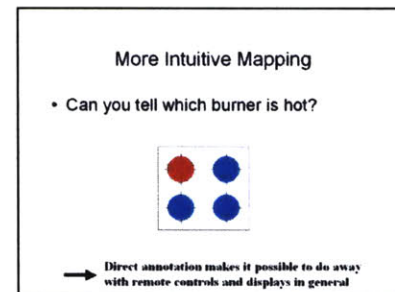 More Intuitive Mapping
• Can you tell which burner is hot?
Direct annotation makes it possible to do away
with remote controls and displays in general